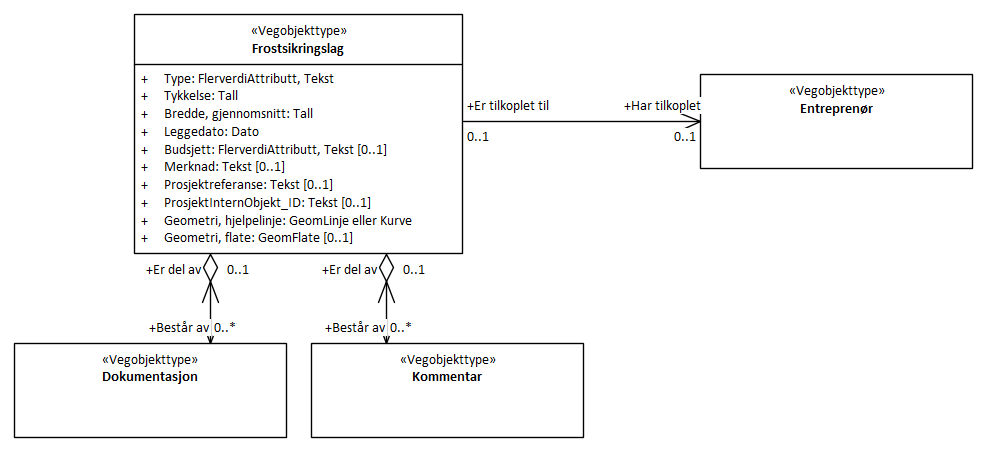 «Vegobjekttype»
Frostsikringslag
+ Type: FlerverdiAttributt, Tekst
+ Tykkelse: Tall
+ Bredde, gjennomsnitt: Tall
+ Leggedato: Dato
+ Budsjett: FlerverdiAttributt, Tekst [0..1]
+ Merknad: Tekst [0..1]
+ Prosjektreferanse: Tekst [0..1]
+ ProsjektInternObjekt_ID: Tekst [0..1]
+ Geometri, hjelpelinje: GeomLinje eller Kurve
+ Geometri, flate: GeomFlate [0..1]
+Er tilkoplet til
0..1
+Har tilkoplet
0..1
«Vegobjekttype»
Entreprenør
+Er del av 0..1
+Er del av 0..1
+Består av 0..*
+Består av 0..*
«Vegobjekttype»
Dokumentasjon
«Vegobjekttype»
Kommentar